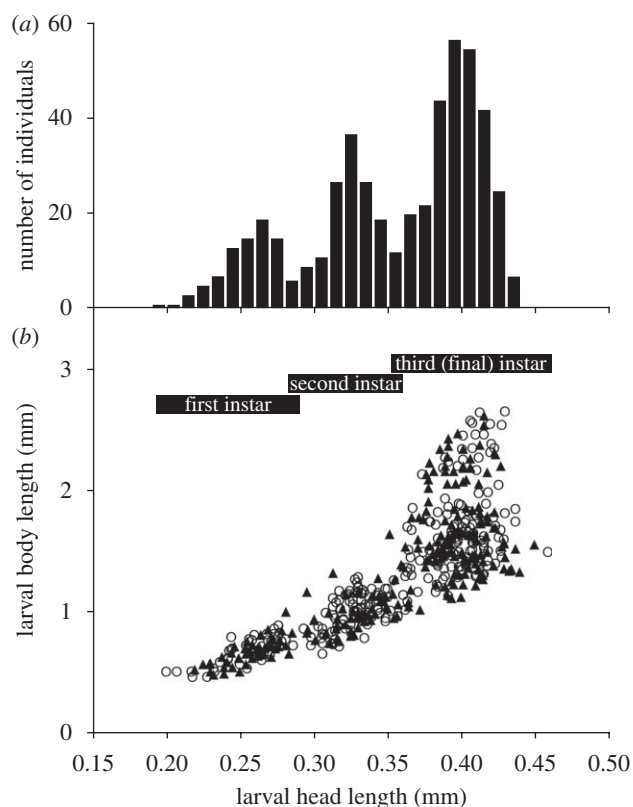 (a)
60
40
20
0
number of individuals
(b)
third (final) instar
second instar
first instar
3
2
1
0
larval body length (mm)
0.15 0.20 0.25 0.30 0.35 0.40 0.45 0.50
larval head length (mm)